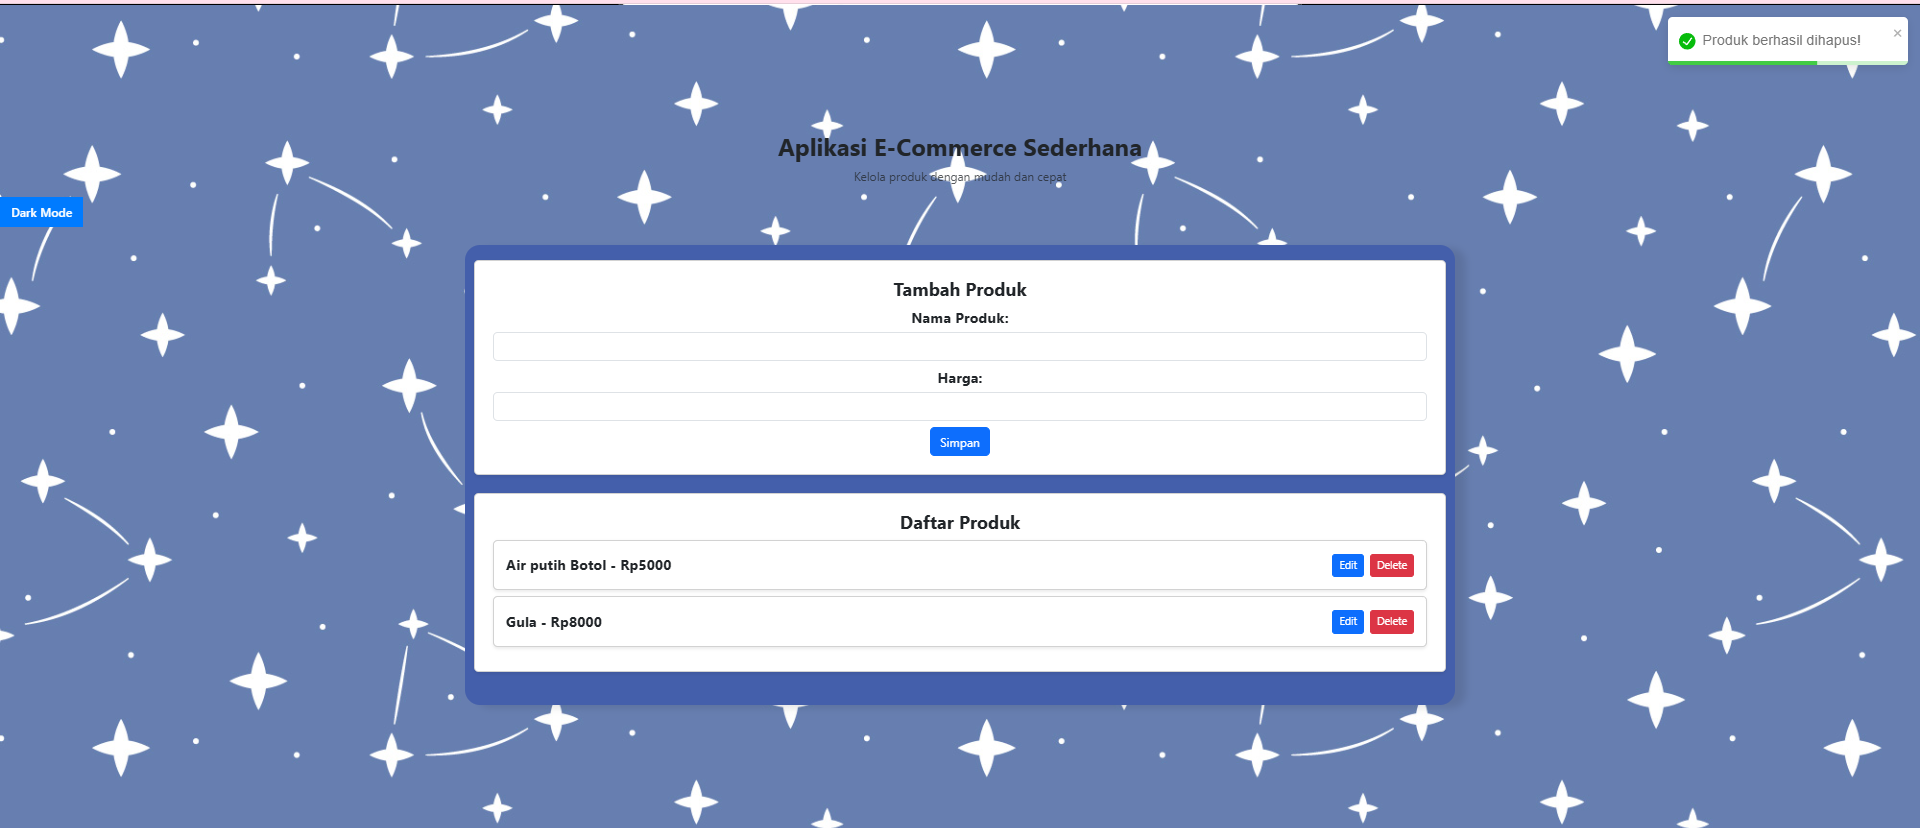 Produk berhasil dihapus!
Aplikasi E-Commerce Sederhana
Kelola produk dengan mudah dan cepat
Dark Mode
Tambah Produk
Nama Produk:
Harga:
Simpan
Daftar Produk
Air putih Botol - Rp5000 Edit Delete
Gula - Rp8000 Edit Delete